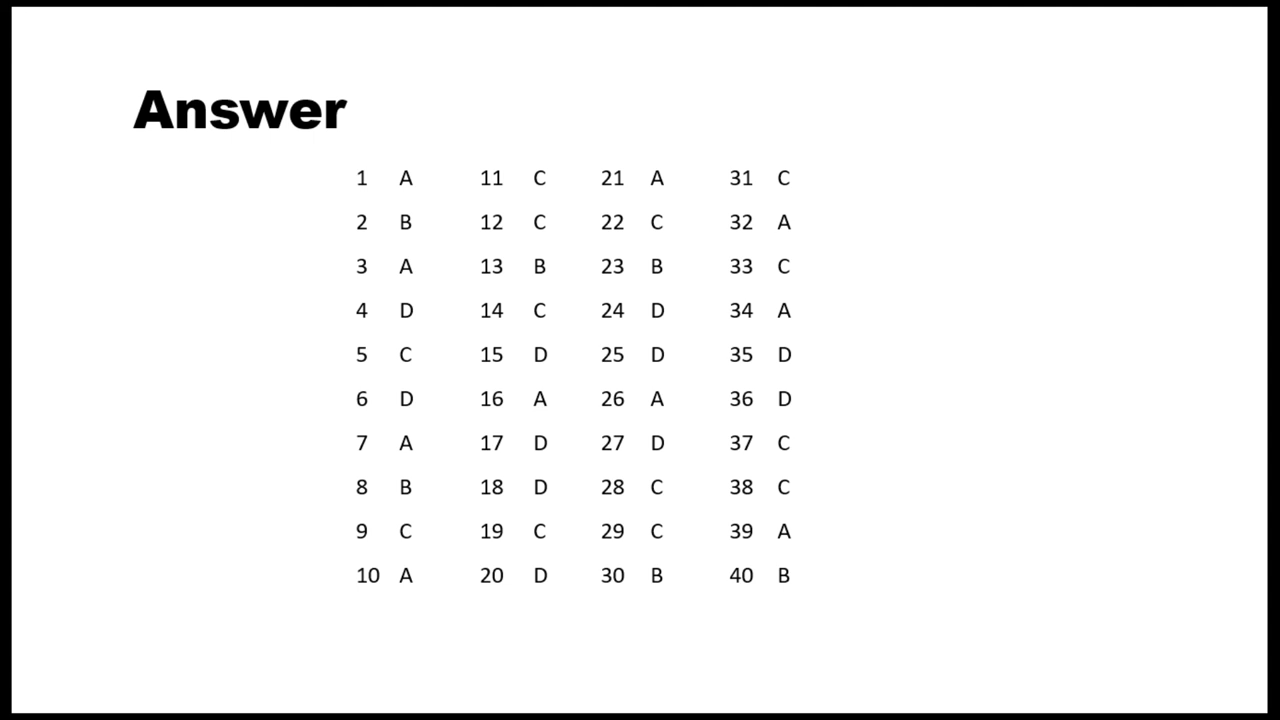 Answer
1 A 11 C 21 A 31 C
2 B 12 C 22 C 32 A
3 A 13 B 23 B 33 C
4 D 14 C 24 D 34 A
5 C 15 D 25 D 35 D
6 D 16 A 26 A 36 D
7 A 17 D 27 D 37 C
8 B 18 D 28 C 38 C
9 C 19 C 29 C 39 A
10 A 20 D 30 B 40 B